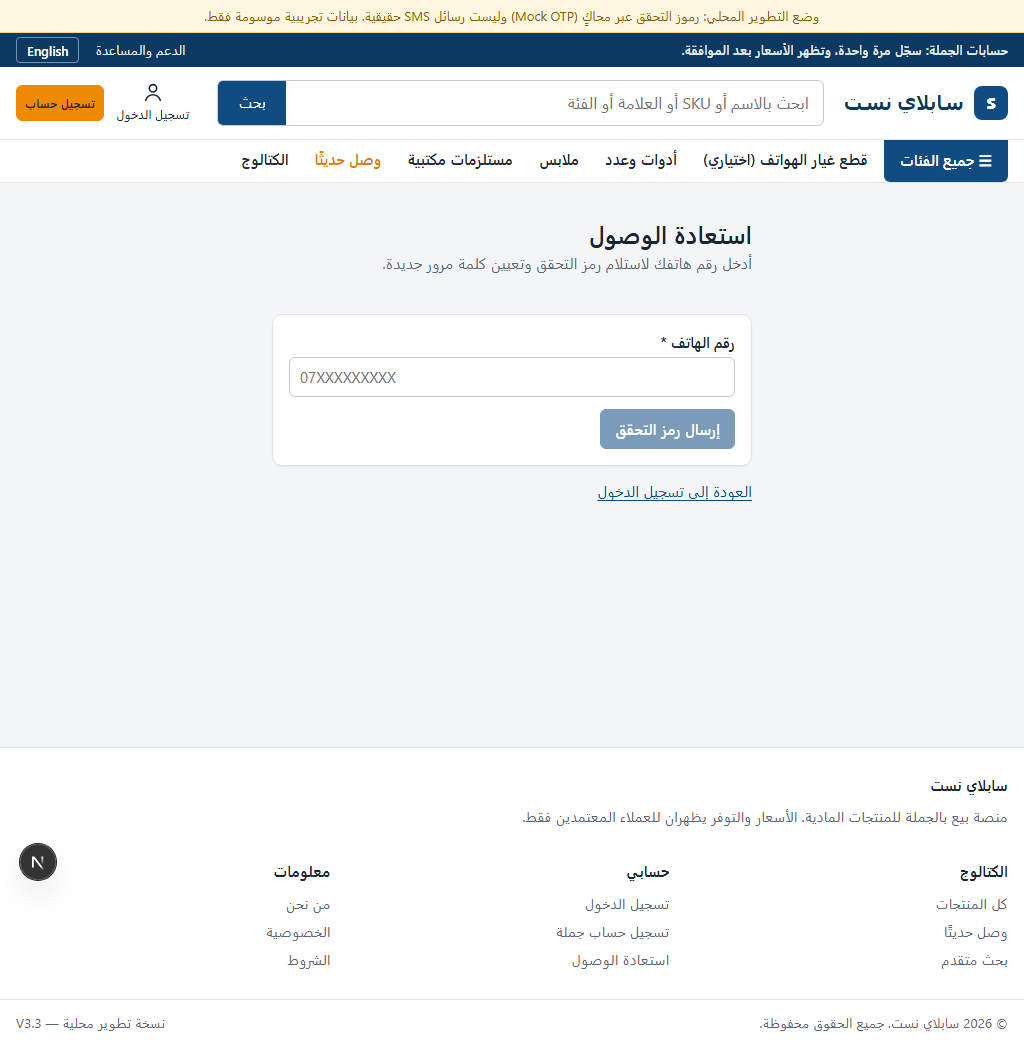 وضع التطوير المحلي: رموز التحقق عبر محاكٍ (Mock OTP) وليست رسائل SMS حقيقية. بيانات تجريبية موسومة فقط.
حسابات الجملة: سجّل مرة واحدة، وتظهر الأسعار بعد الموافقة.
الدعم والمساعدة
English
S
سابلاي نست
ابحث بالاسم أو SKU أو العلامة أو الفئة
بحث
تسجيل الدخول
تسجيل حساب
☰ جميع الفئات
قطع غيار الهواتف (اختياري)
أدوات وعدد
ملابس
مستلزمات مكتبية
وصل حديثًا
الكتالوج
استعادة الوصول
أدخل رقم هاتفك لاستلام رمز التحقق وتعيين كلمة مرور جديدة.
رقم الهاتف *
07XXXXXXXXX
إرسال رمز التحقق
العودة إلى تسجيل الدخول
سابلاي نست
منصة بيع بالجملة للمنتجات المادية. الأسعار والتوفر يظهران للعملاء المعتمدين فقط.
الكتالوج
كل المنتجات
وصل حديثًا
بحث متقدم
حسابي
تسجيل الدخول
تسجيل حساب جملة
استعادة الوصول
معلومات
من نحن
الخصوصية
الشروط
N
© 2026 سابلاي نست. جميع الحقوق محفوظة.
نسخة تطوير محلية — V3.3